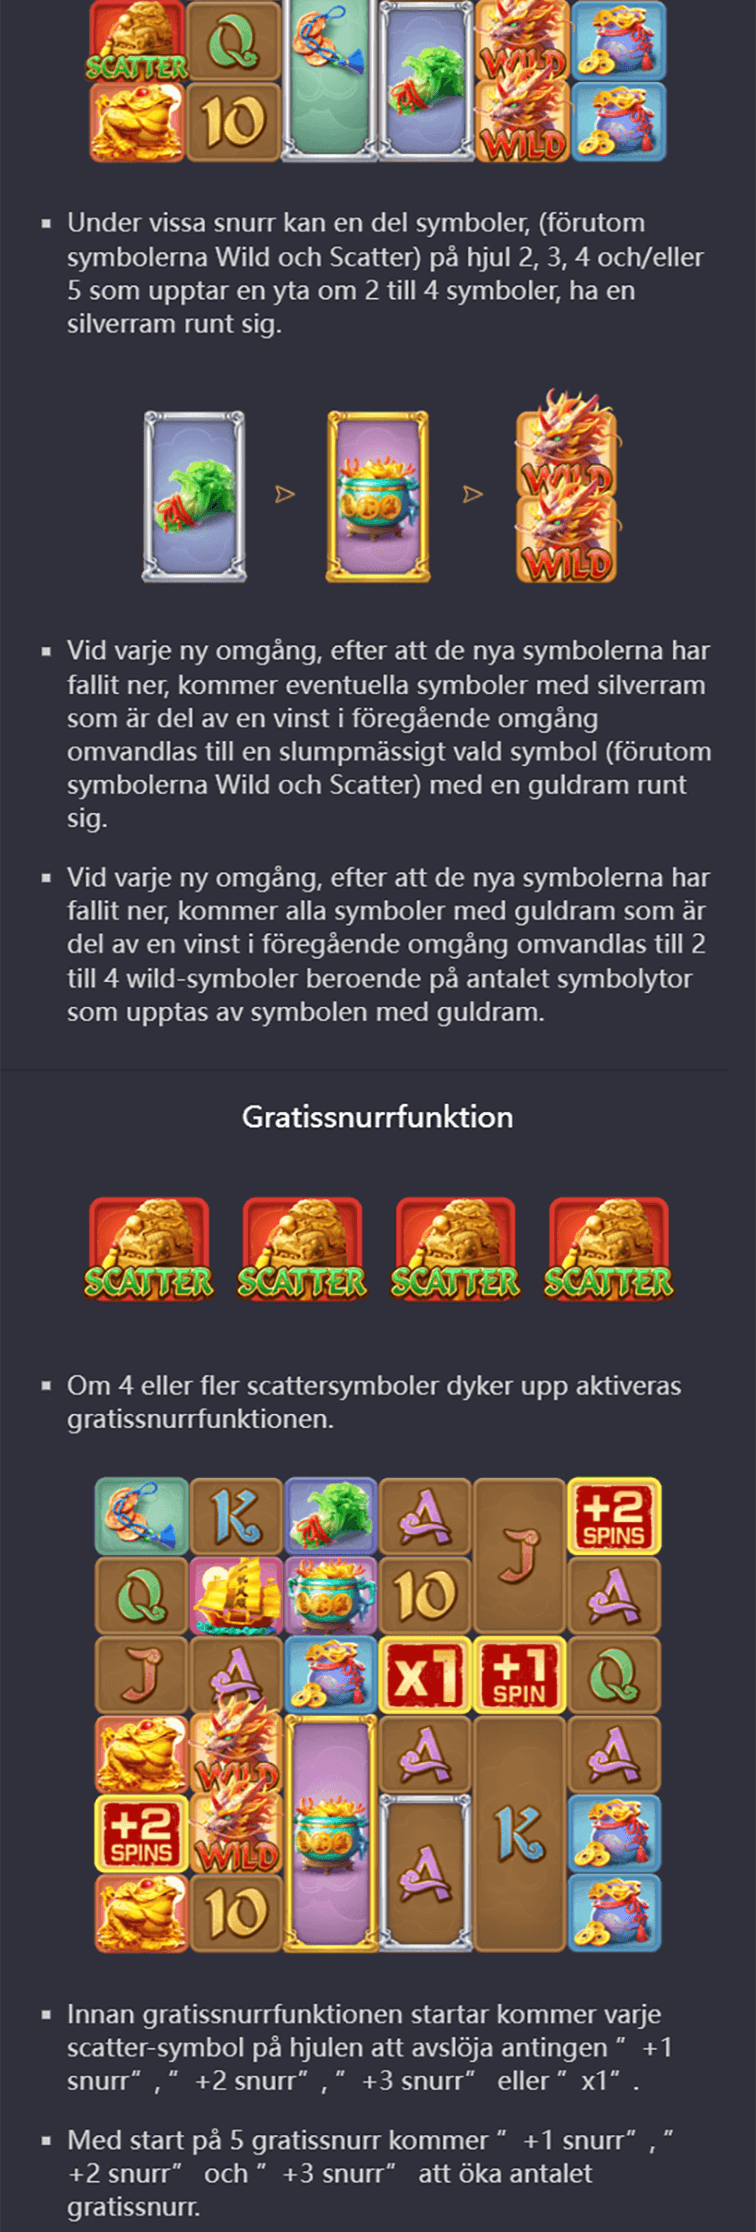 SCATTER Q WILD
10 WILD
Under vissa snurr kan en del symboler, (förutom
symbolerna Wild och Scatter) på hjul 2, 3, 4 och/eller
5 som upptar en yta om 2 till 4 symboler, ha en
silverram runt sig.
WILD
WILD
Vid varje ny omgång, efter att de nya symbolerna har
fallit ner, kommer eventuella symboler med silverram
som är del av en vinst i föregående omgång
omvandlas till en slumpmässigt vald symbol (förutom
symbolerna Wild och Scatter) med en guldram runt
sig.
Vid varje ny omgång, efter att de nya symbolerna har
fallit ner, kommer alla symboler med guldram som är
del av en vinst i föregående omgång omvandlas till 2
till 4 wild-symboler beroende på antalet symbolytor
som upptas av symbolen med guldram.
Gratissnurrfunktion
SCATTER SCATTER SCATTER SCATTER
Om 4 eller fler scattersymboler dyker upp aktiveras
gratissnurrfunktionen.
K A J +2 SPINS
Q 10 A
J A x1 +1 SPIN Q
WILD A A
+2 SPINS WILD A K
10
Innan gratissnurrfunktionen startar kommer varje
scatter-symbol på hjulen att avslöja antingen ” +1
snurr” , ” +2 snurr” , ” +3 snurr” eller ” x1” .
Med start på 5 gratissnurr kommer ” +1 snurr” , ”
+2 snurr” och ” +3 snurr” att öka antalet
gratissnurr.